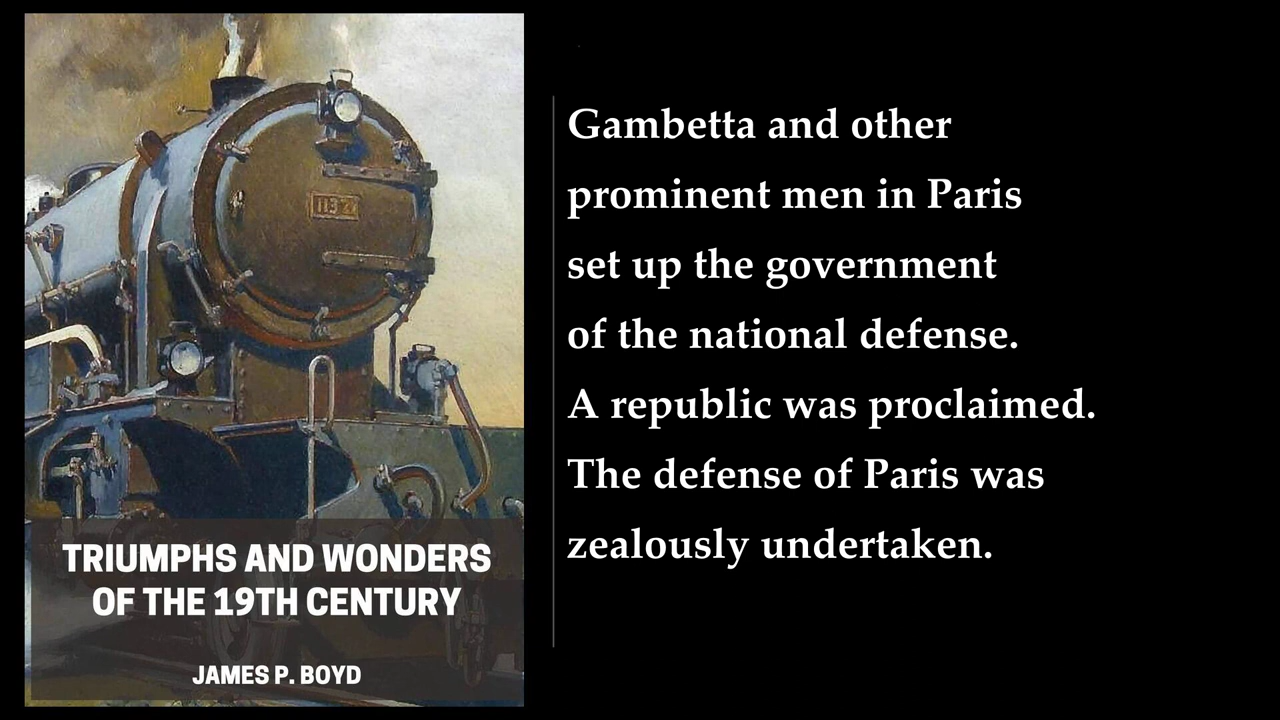 Gambetta and other
prominent men in Paris
set up the government
of the national defense.
A republic was proclaimed.
The defense of Paris was
zealously undertaken.
TRIUMPHS AND WONDERS
OF THE 19TH CENTURY
JAMES P. BOYD